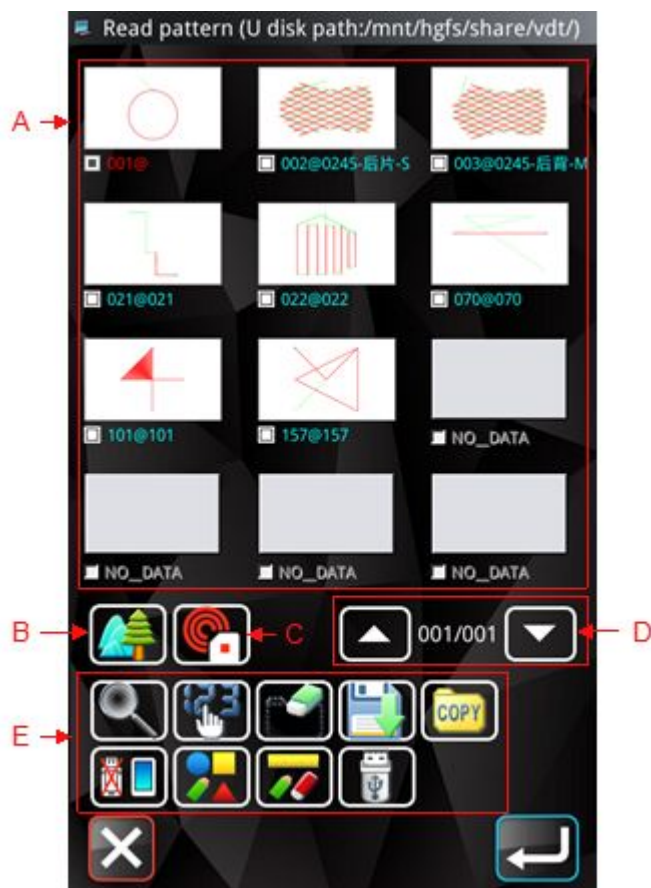 Read pattern (U disk path:/mnt/hgfs/share/vdt/)
A
001@
002@0245-后片-S
003@0245-后背-M
021@021
022@022
070@070
101@101
157@157
NO_DATA
NO_DATA
NO_DATA
NO_DATA
B
C
001/001
D
E
123
COPY